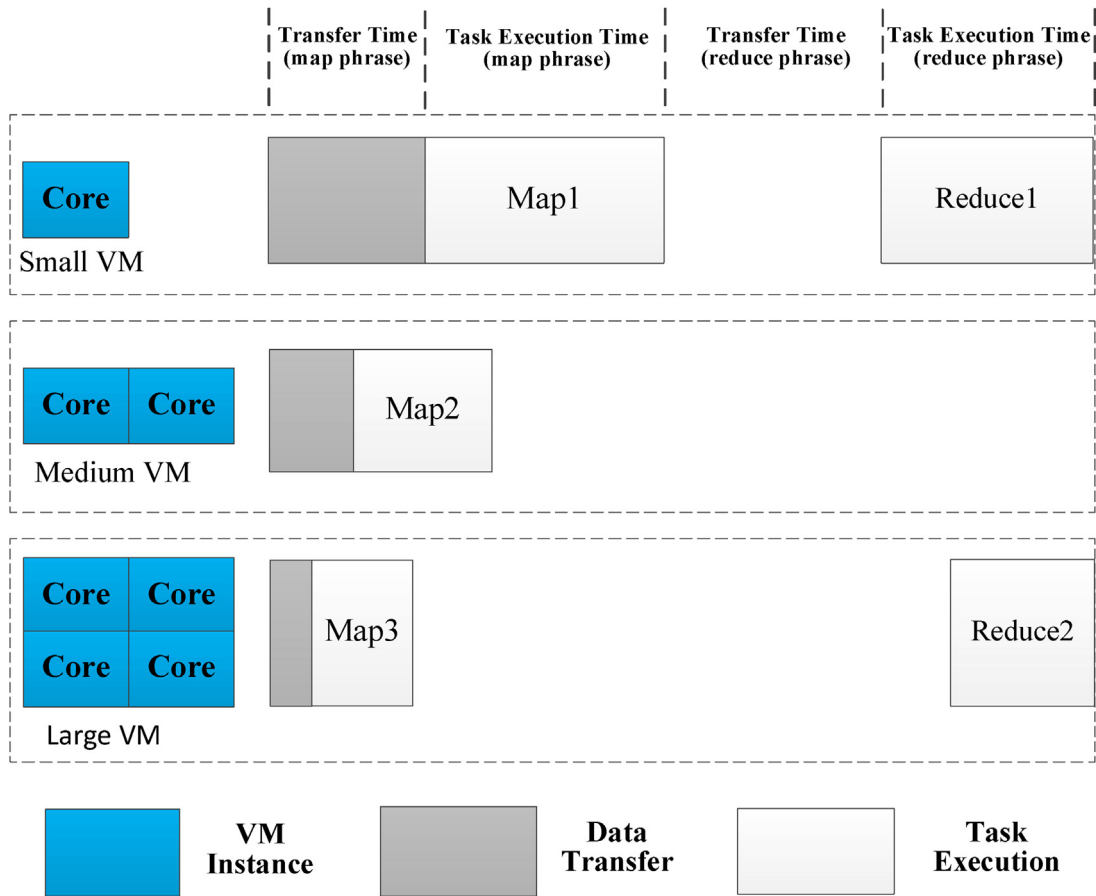 Transfer Time
(map phrase)
Task Execution Time
(map phrase)
Transfer Time
(reduce phrase)
Task Execution Time
(reduce phrase)
Core
Small VM
Map1
Reduce1
Core Core
Medium VM
Map2
Core Core
Core Core
Large VM
Map3
Reduce2
VM
Instance
Data
Transfer
Task
Execution